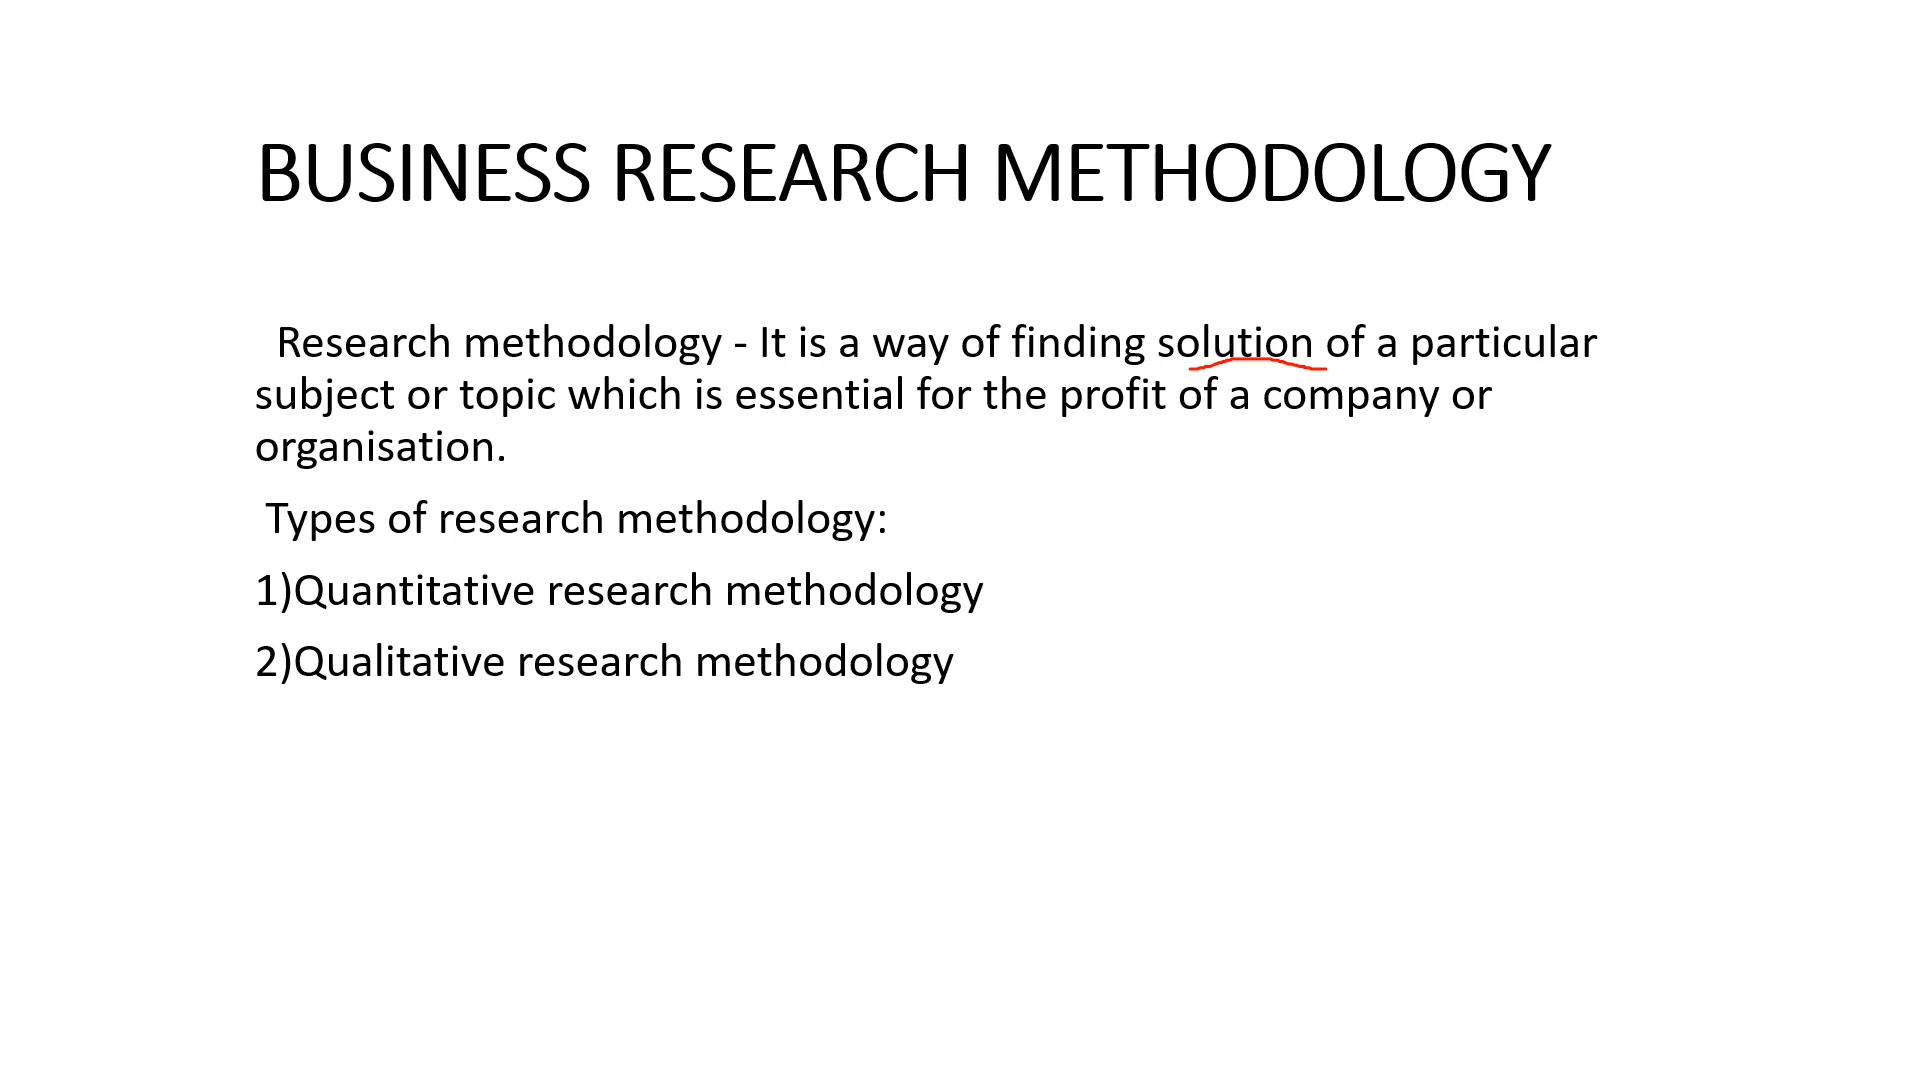 BUSINESS RESEARCH METHODOLOGY
Research methodology - It is a way of finding solution of a particular
subject or topic which is essential for the profit of a company or
organisation.
Types of research methodology:
1)Quantitative research methodology
2)Qualitative research methodology